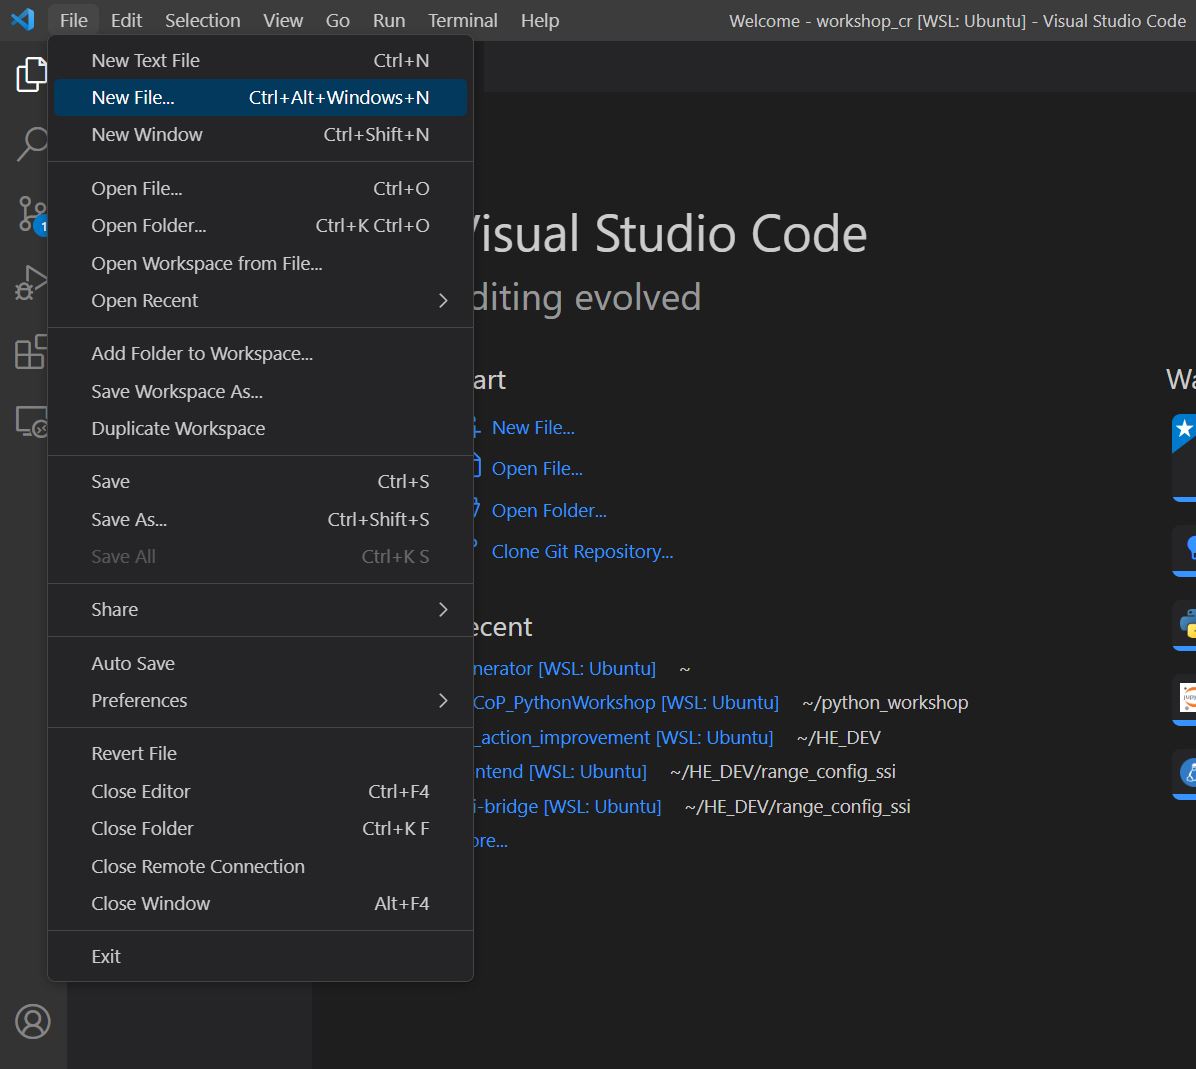 File Edit Selection View Go Run Terminal Help Welcome - workshop_cr [WSL: Ubuntu] - Visual Studio Code
New Text File Ctrl+N
New File... Ctrl+Alt+Windows+N
New Window Ctrl+Shift+N
Open File... Ctrl+O
Open Folder... Ctrl+K Ctrl+O
Open Workspace from File...
Open Recent
Add Folder to Workspace...
Save Workspace As...
Duplicate Workspace
Save Ctrl+S
Save As... Ctrl+Shift+S
Save All Ctrl+K S
Share
Auto Save
Preferences
Revert File
Close Editor Ctrl+F4
Close Folder Ctrl+K F
Close Remote Connection
Close Window Alt+F4
Exit
1
isual Studio Code
diting evolved
art
New File...
Open File...
Open Folder...
Clone Git Repository...
ecent
nerator [WSL: Ubuntu] ~
CoP_PythonWorkshop [WSL: Ubuntu] ~/python_workshop
_action_improvement [WSL: Ubuntu] ~/HE_DEV
ntend [WSL: Ubuntu] ~/HE_DEV/range_config_ssi
i-bridge [WSL: Ubuntu] ~/HE_DEV/range_config_ssi
ore...
Wa